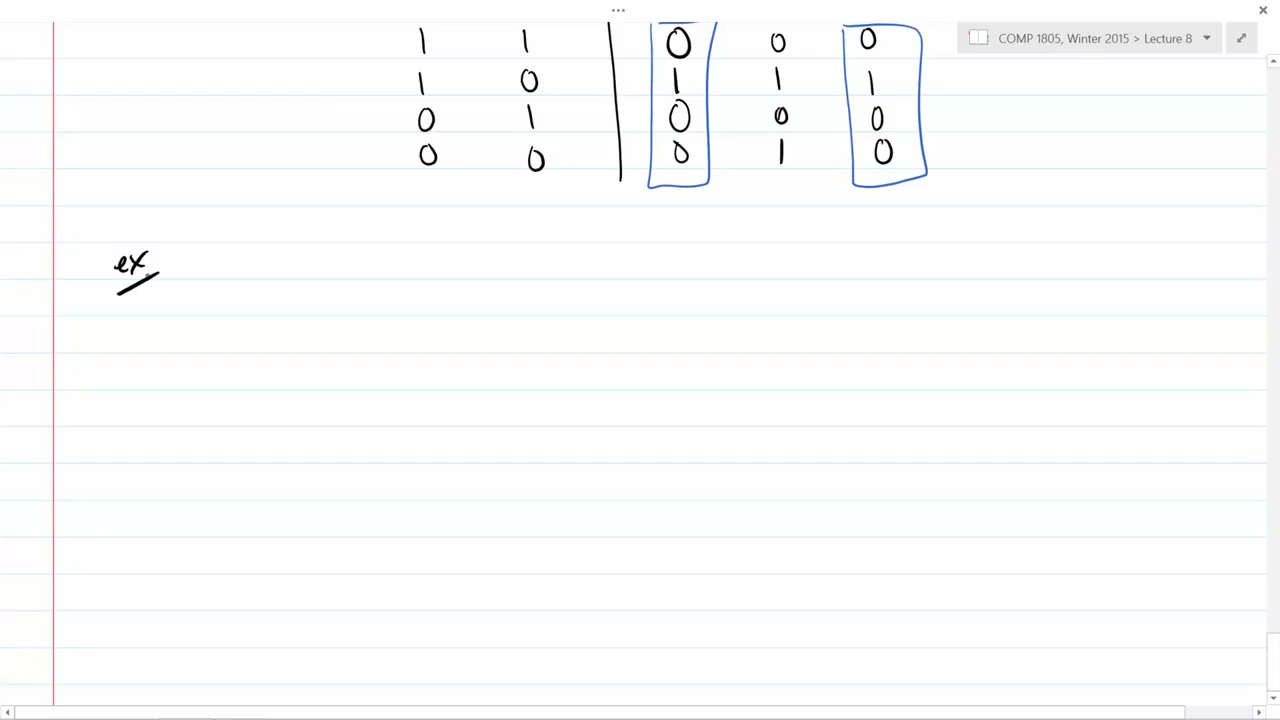 COMP 1805, Winter 2015 > Lecture 8
1 1 | 0 0 0
1 0 | 1 1 1
0 1 | 0 0 0
0 0 | 0 1 0
ex